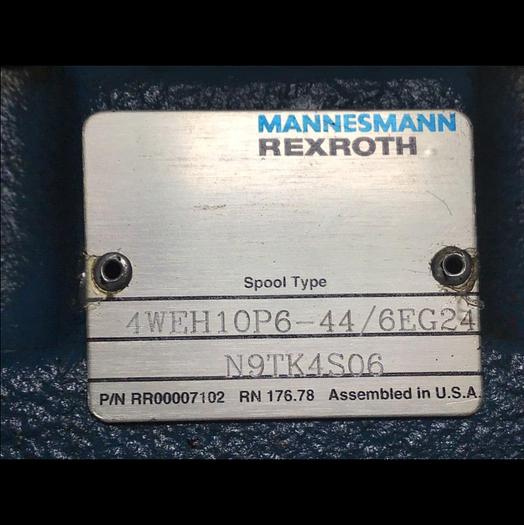 MANNESMANN
REXROTH
Spool Type
4WEH10P6-44/6EG24
N9TK4S06
P/N RR00007102 RN 176.78 Assembled in U.S.A.